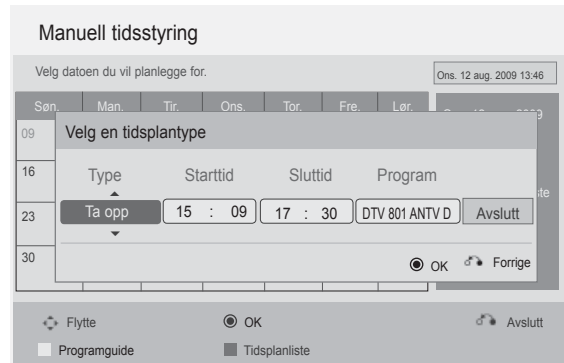 Manuell tidsstyring
Velg datoen du vil planlegge for.
Ons. 12 aug. 2009 13:46
Søn. Man. Tir. Ons. Tor. Fre. Lør.
09
Velg en tidsplantype
16
Type Starttid Sluttid Program
23
Ta opp 15 : 09 17 : 30 DTV 801 ANTV D Avslutt
30
OK Forrige
Flytte OK Avslutt
Programguide Tidsplanliste